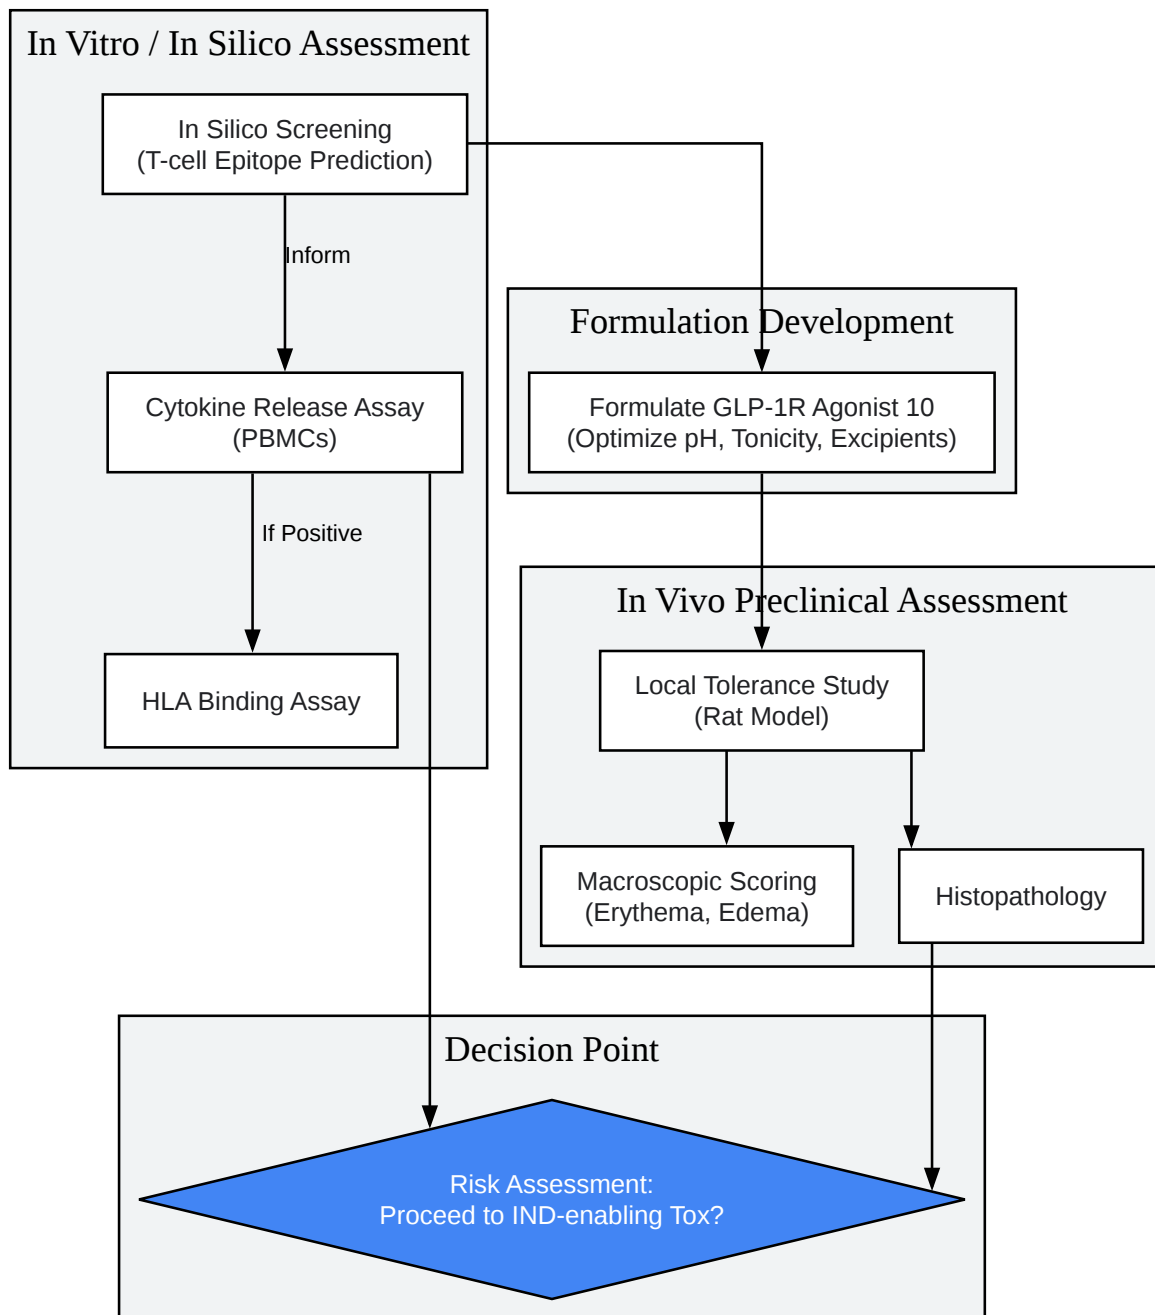 In Vitro / In Silico Assessment
In Silico Screening
(T-cell Epitope Prediction)
Inform
Cytokine Release Assay
(PBMCs)
If Positive
HLA Binding Assay
Formulation Development
Formulate GLP-1R Agonist 10
(Optimize pH, Tonicity, Excipients)
In Vivo Preclinical Assessment
Local Tolerance Study
(Rat Model)
Macroscopic Scoring
(Erythema, Edema)
Histopathology
Decision Point
Risk Assessment:
Proceed to IND-enabling Tox?